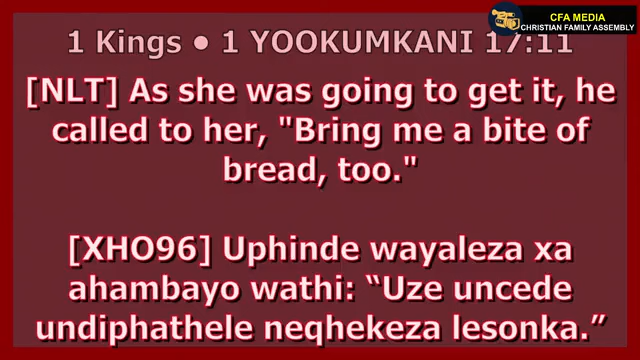 CFA MEDIA
CHRISTIAN FAMILY ASSEMBLY
1 Kings ● 1 YOOKUMKANI 17:11
[NLT] As she was going to get it, he
called to her, "Bring me a bite of
bread, too."
[XHO96] Uphinde wayaleza xa
ahambayo wathi: “Uze uncede
undiphathele neqhekeza lesonka.”